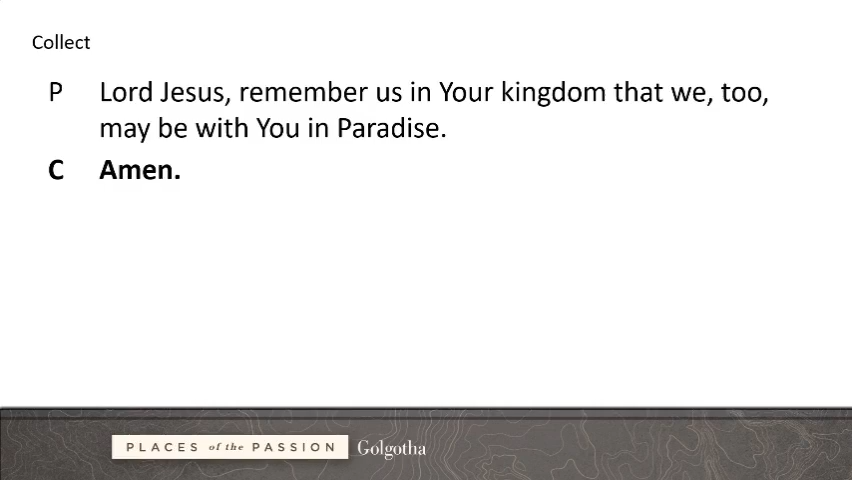 Collect
P Lord Jesus, remember us in Your kingdom that we, too,
may be with You in Paradise.
C Amen.
PLACES of the PASSION Golgotha